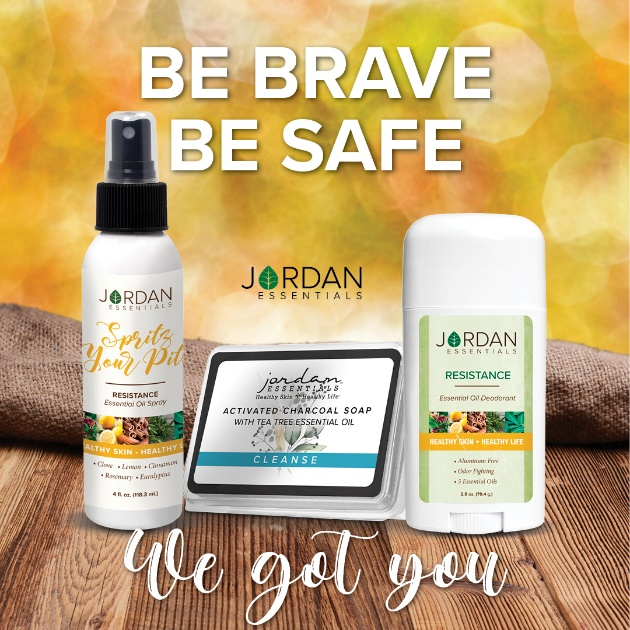 BE BRAVE
BE SAFE
JORDAN
ESSENTIALS
JORDAN
ESSENTIALS
Spritz
Your Pit
RESISTANCE
Essential Oil Spray
ALTHY SKIN • HEALTHY
• Clove • Lemon • Cinnamon
• Rosemary • Eucalyptus
4 fl. oz. (118.3 mL)
jordan
ESSENTIALS
Healthy Skin Healthy Life
ACTIVATED CHARCOAL SOAP
WITH TEA TREE ESSENTIAL OIL
CLEANSE
JORDAN
ESSENTIALS
RESISTANCE
Essential Oil Deodorant
HEALTHY SKIN • HEALTHY LIFE
• Aluminum Free
• Odor Fighting
• 5 Essential Oils
2.8 oz. (79.4 g.)
We got you